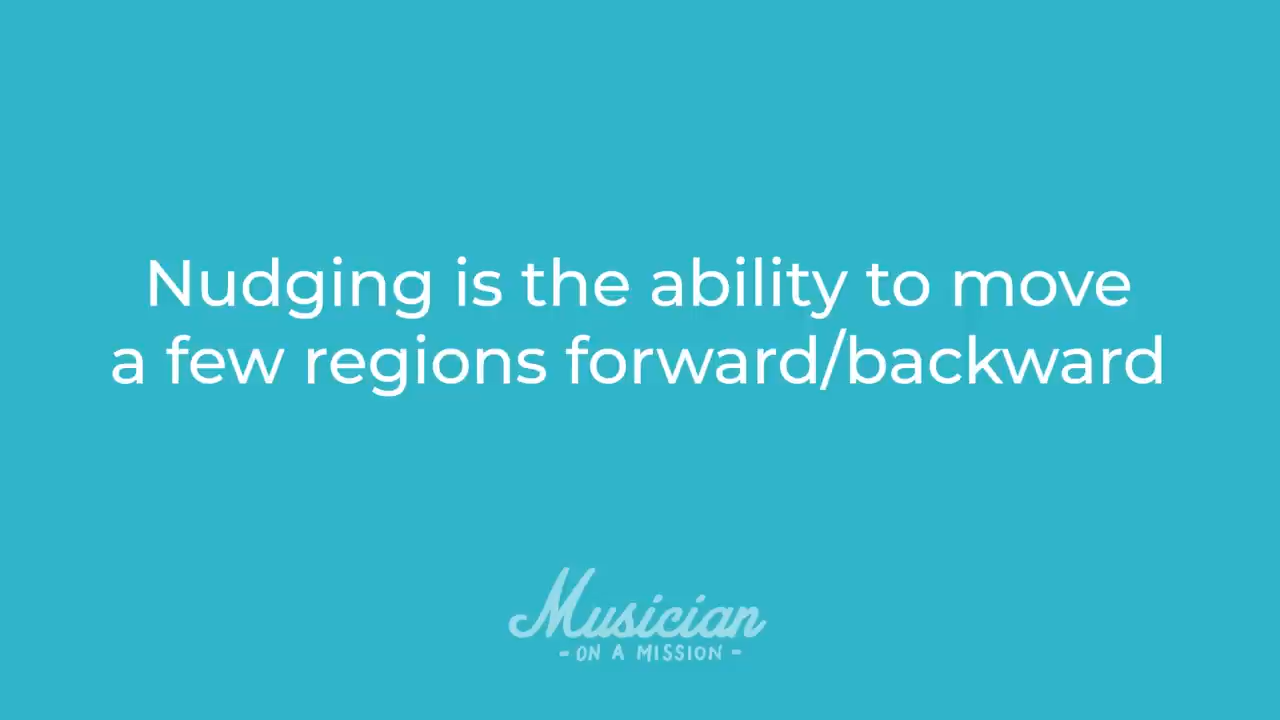 Nudging is the ability to move
a few regions forward/backward
Musician
- ON A MISSION -